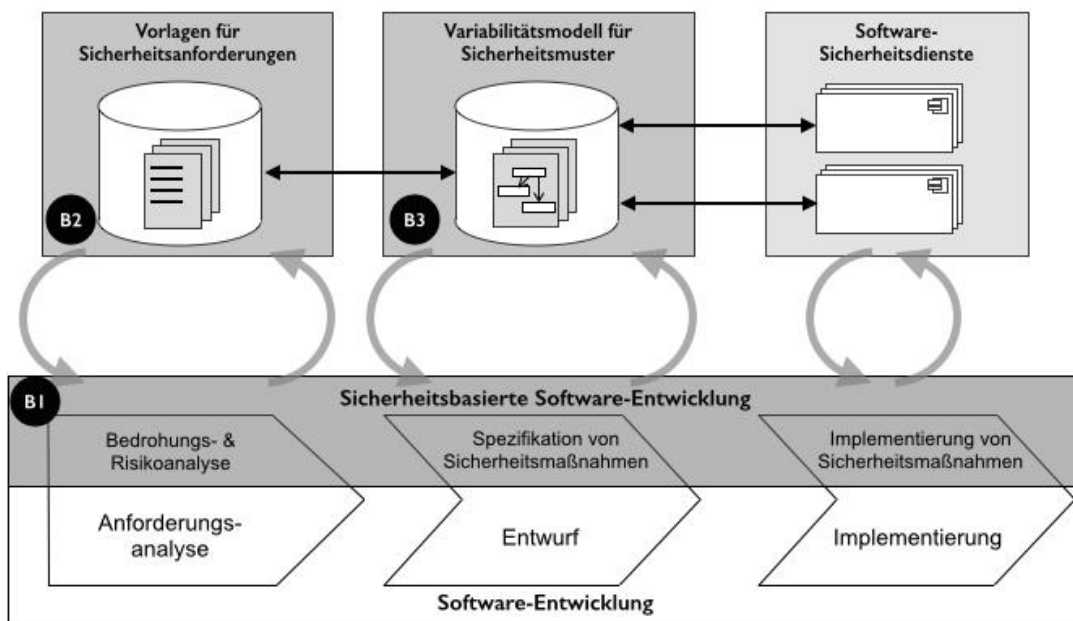 Vorlagen für
Sicherheitsanforderungen
Variabilitätsmodell für
Sicherheitsmuster
Software-
Sicherheitsdienste
B2
B3
B1
Sicherheitsbasierte Software-Entwicklung
Bedrohungs- &
Risikoanalyse
Spezifikation von
Sicherheitsmaßnahmen
Implementierung von
Sicherheitsmaßnahmen
Anforderungs-
analyse
Entwurf
Implementierung
Software-Entwicklung